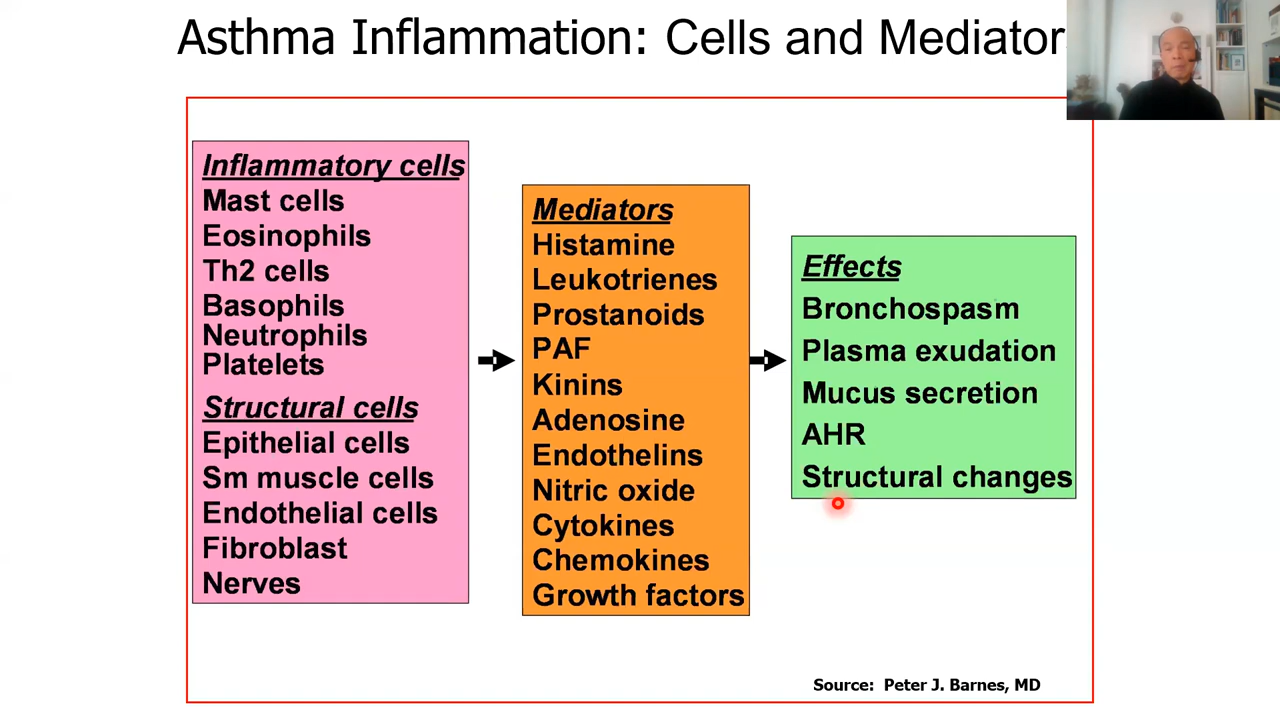 Asthma Inflammation: Cells and Mediator
Inflammatory cells
Mast cells
Eosinophils
Th2 cells
Basophils
Neutrophils
Platelets
Structural cells
Epithelial cells
Sm muscle cells
Endothelial cells
Fibroblast
Nerves
Mediators
Histamine
Leukotrienes
Prostanoids
PAF
Kinins
Adenosine
Endothelins
Nitric oxide
Cytokines
Chemokines
Growth factors
Effects
Bronchospasm
Plasma exudation
Mucus secretion
AHR
Structural changes
Source: Peter J. Barnes, MD